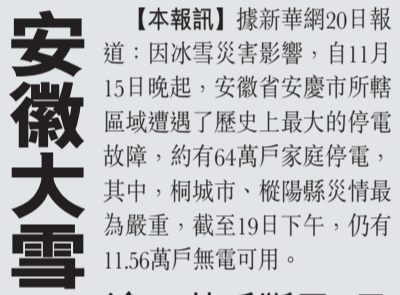 安徽大雪
【本報訊】據新華網20日報
道：因冰雪災害影響，自11月
15日晚起，安徽省安慶市所轄
區域遭遇了歷史上最大的停電
故障，約有64萬戶家庭停電，
其中，桐城市、樅陽縣災情最
為嚴重，截至19日下午，仍有
11.56萬戶無電可用。